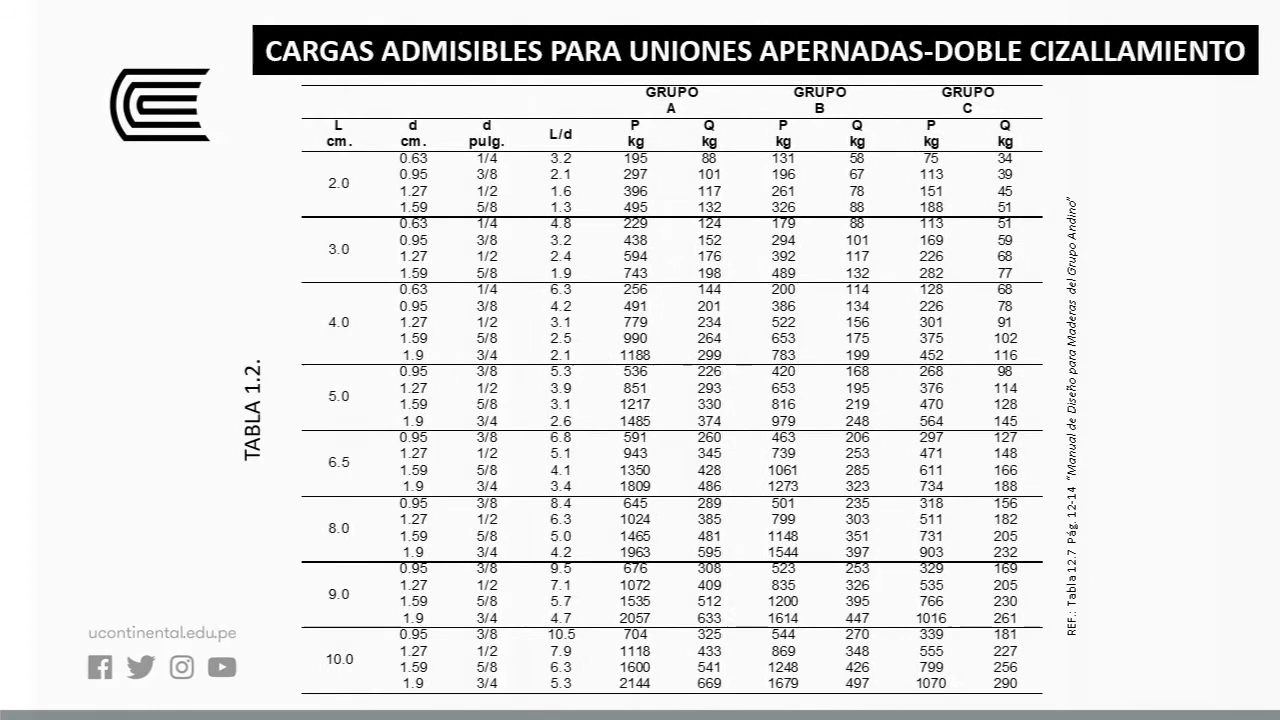 CARGAS ADMISIBLES PARA UNIONES APERNADAS-DOBLE CIZALLAMIENTO
GRUPO GRUPO GRUPO
A B C
L d d L/d P Q P Q P Q
cm. cm. pulg. kg kg kg kg kg kg
2.0
0.63 1/4 3.2 195 88 131 58 75 34
0.95 3/8 2.1 297 101 196 67 113 39
1.27 1/2 1.6 396 117 261 78 151 45
1.59 5/8 1.3 495 132 326 88 188 51
3.0
0.63 1/4 4.8 229 124 179 88 113 51
0.95 3/8 3.2 438 152 294 101 169 59
1.27 1/2 2.4 594 176 392 117 226 68
1.59 5/8 1.9 743 198 489 132 282 77
4.0
0.63 1/4 6.3 256 144 200 114 128 68
0.95 3/8 4.2 491 201 386 134 226 78
1.27 1/2 3.1 779 234 522 156 301 91
1.59 5/8 2.5 990 264 653 175 375 102
1.9 3/4 2.1 1188 299 783 199 452 116
5.0
0.95 3/8 5.3 536 226 420 168 268 98
1.27 1/2 3.9 851 293 653 195 376 114
1.59 5/8 3.1 1217 330 816 219 470 128
1.9 3/4 2.6 1485 374 979 248 564 145
6.5
0.95 3/8 6.8 591 260 463 206 297 127
1.27 1/2 5.1 943 345 739 253 471 148
1.59 5/8 4.1 1350 428 1061 285 611 166
1.9 3/4 3.4 1809 486 1273 323 734 188
8.0
0.95 3/8 8.4 645 289 501 235 318 156
1.27 1/2 6.3 1024 385 799 303 511 182
1.59 5/8 5.0 1465 481 1148 351 731 205
1.9 3/4 4.2 1963 595 1544 397 903 232
9.0
0.95 3/8 9.5 676 308 523 253 329 169
1.27 1/2 7.1 1072 409 835 326 535 205
1.59 5/8 5.7 1535 512 1200 395 766 230
1.9 3/4 4.7 2057 633 1614 447 1016 261
10.0
0.95 3/8 10.5 704 325 544 270 339 181
1.27 1/2 7.9 1118 433 869 348 555 227
1.59 5/8 6.3 1600 541 1248 426 799 256
1.9 3/4 5.3 2144 669 1679 497 1070 290
TABLA 1.2.
REF.: Tabla 12.7 Pág. 12-14 "Manual de Diseño para Maderas del Grupo Andino"
ucontinental.edu.pe